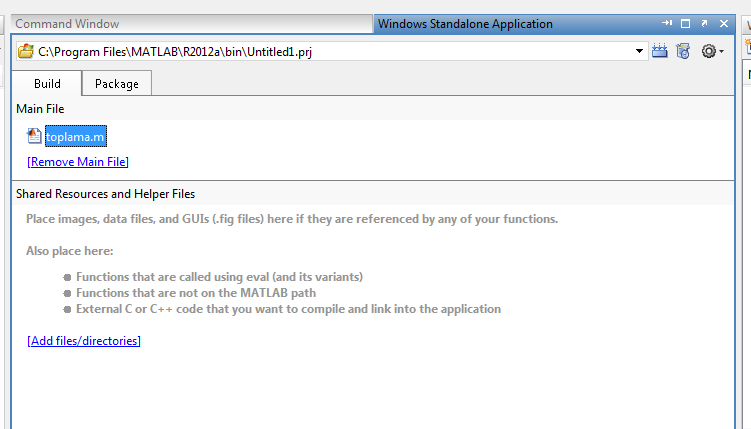 Command Window
Windows Standalone Application
C:\Program Files\MATLAB\R2012a\bin\Untitled1.prj
Build
Package
Main File
toplama.m
[Remove Main File]
Shared Resources and Helper Files
Place images, data files, and GUIs (.fig files) here if they are referenced by any of your functions.
Also place here:
Functions that are called using eval (and its variants)
Functions that are not on the MATLAB path
External C or C++ code that you want to compile and link into the application
[Add files/directories]